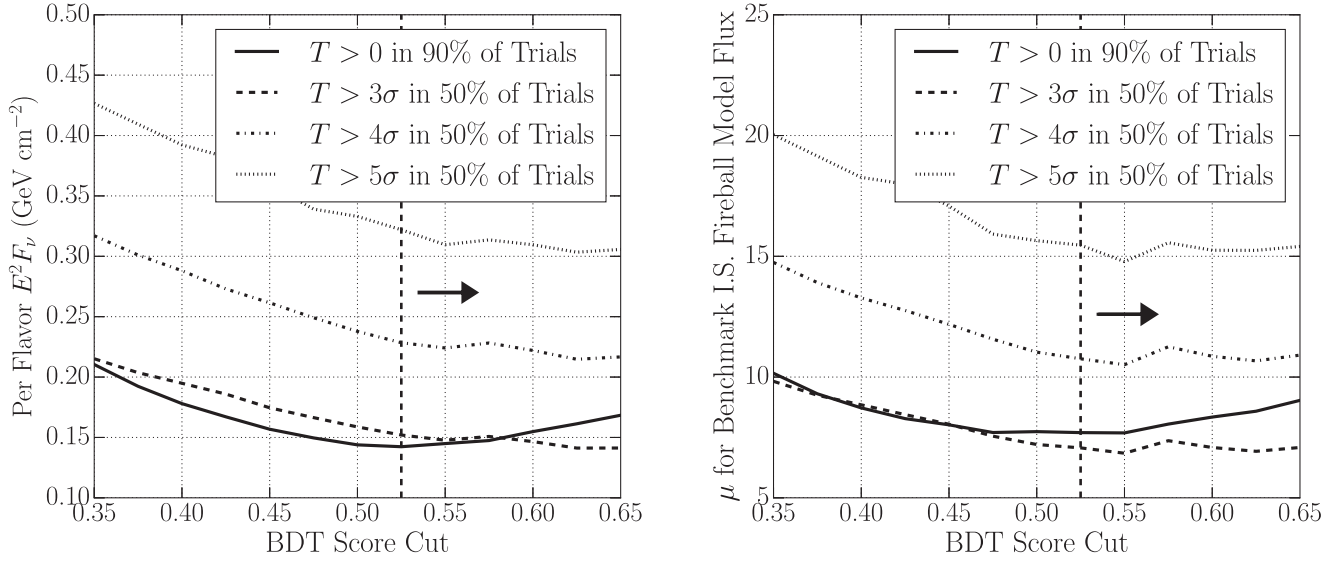 Per Flavor E²Fν (GeV cm⁻²)
0.50
0.45
0.40
0.35
0.30
0.25
0.20
0.15
0.10
T > 0 in 90% of Trials
T > 3σ in 50% of Trials
T > 4σ in 50% of Trials
T > 5σ in 50% of Trials
0.35 0.40 0.45 0.50 0.55 0.60 0.65
BDT Score Cut
μ for Benchmark I.S. Fireball Model Flux
25
20
15
10
5
T > 0 in 90% of Trials
T > 3σ in 50% of Trials
T > 4σ in 50% of Trials
T > 5σ in 50% of Trials
0.35 0.40 0.45 0.50 0.55 0.60 0.65
BDT Score Cut